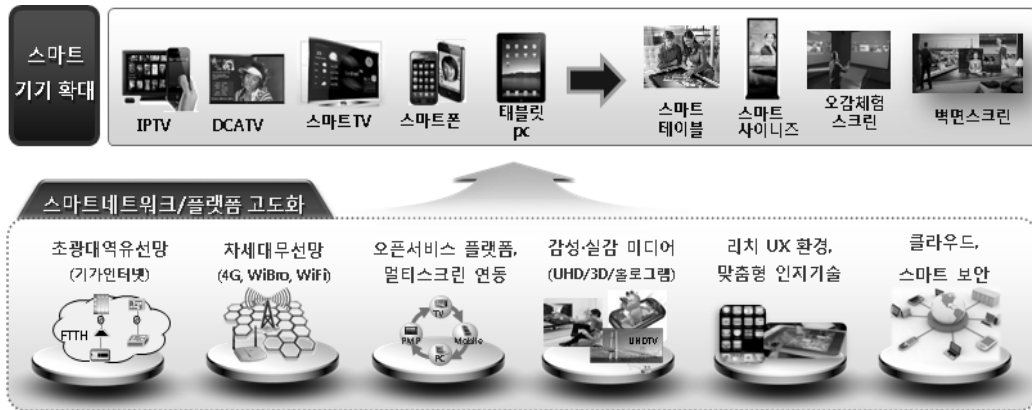 스마트
기기 확대
IPTV
DCATV
스마트TV
스마트폰
태블릿
pc
스마트
테이블
스마트
사이니즈
오감체험
스크린
벽면스크린
스마트네트워크/플랫폼 고도화
초광대역유선망
(기가인터넷)
FTTH
차세대무선망
(4G, WiBro, WiFi)
오픈서비스 플랫폼,
멀티스크린 연동
TV
PMP
Mobile
PC
감성·실감 미디어
(UHD/3D/홀로그램)
UHDTV
리치 UX 환경,
맞춤형 인지기술
클라우드,
스마트 보안